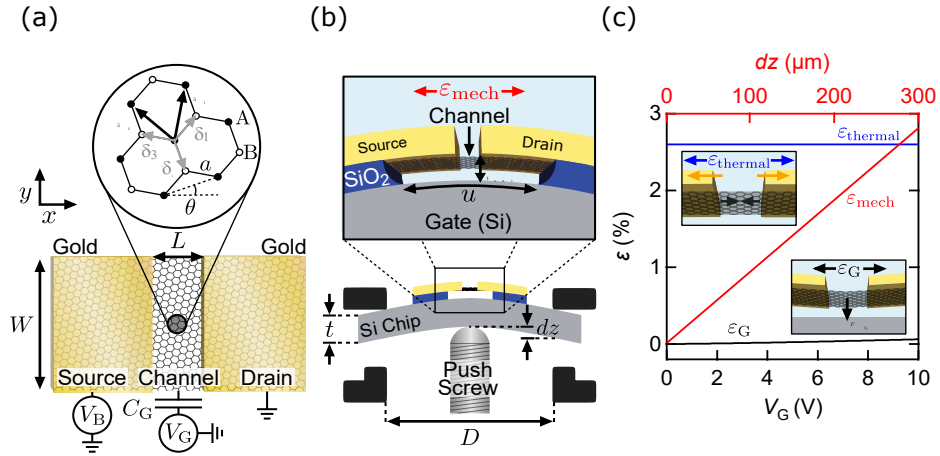 (a)
A
B
δ₁
δ₃
δ
a
θ
y
x
Gold
L
Gold
W
Source
Channel
Drain
V_B
C_G
V_G
(b)
ε_mech
Channel
Source
Drain
SiO₂
u
Gate (Si)
t
Si Chip
dz
Push
Screw
D
(c)
dz (μm)
0
100
200
300
3
2
1
0
ε (%)
ε_thermal
ε_thermal
ε_mech
ε_G
ε_G
0
2
4
6
8
10
V_G (V)